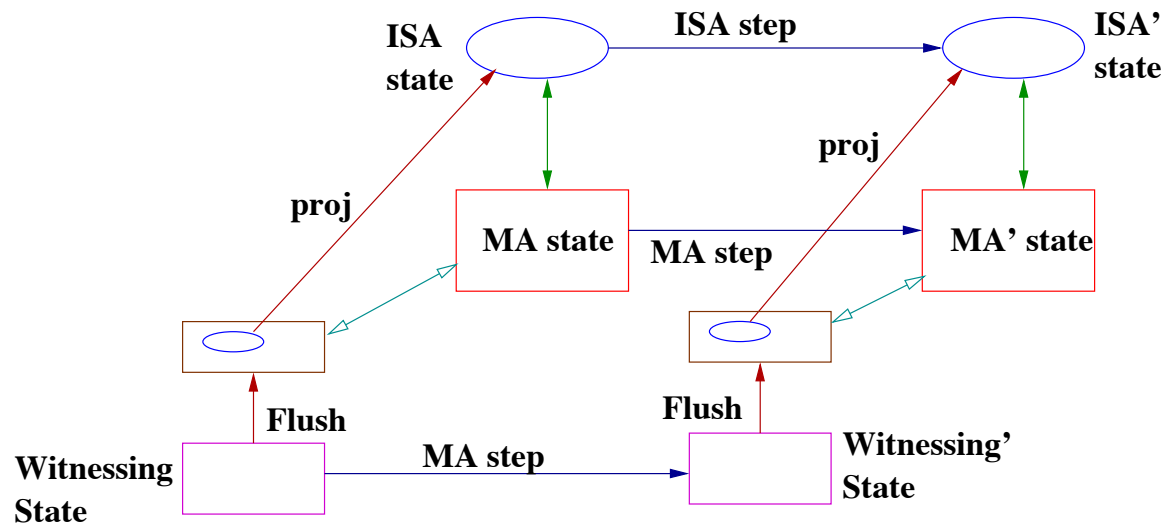 ISA
state
ISA step
ISA’
state
proj
proj
MA state
MA step
MA’ state
Flush
Flush
Witnessing
State
MA step
Witnessing’
State